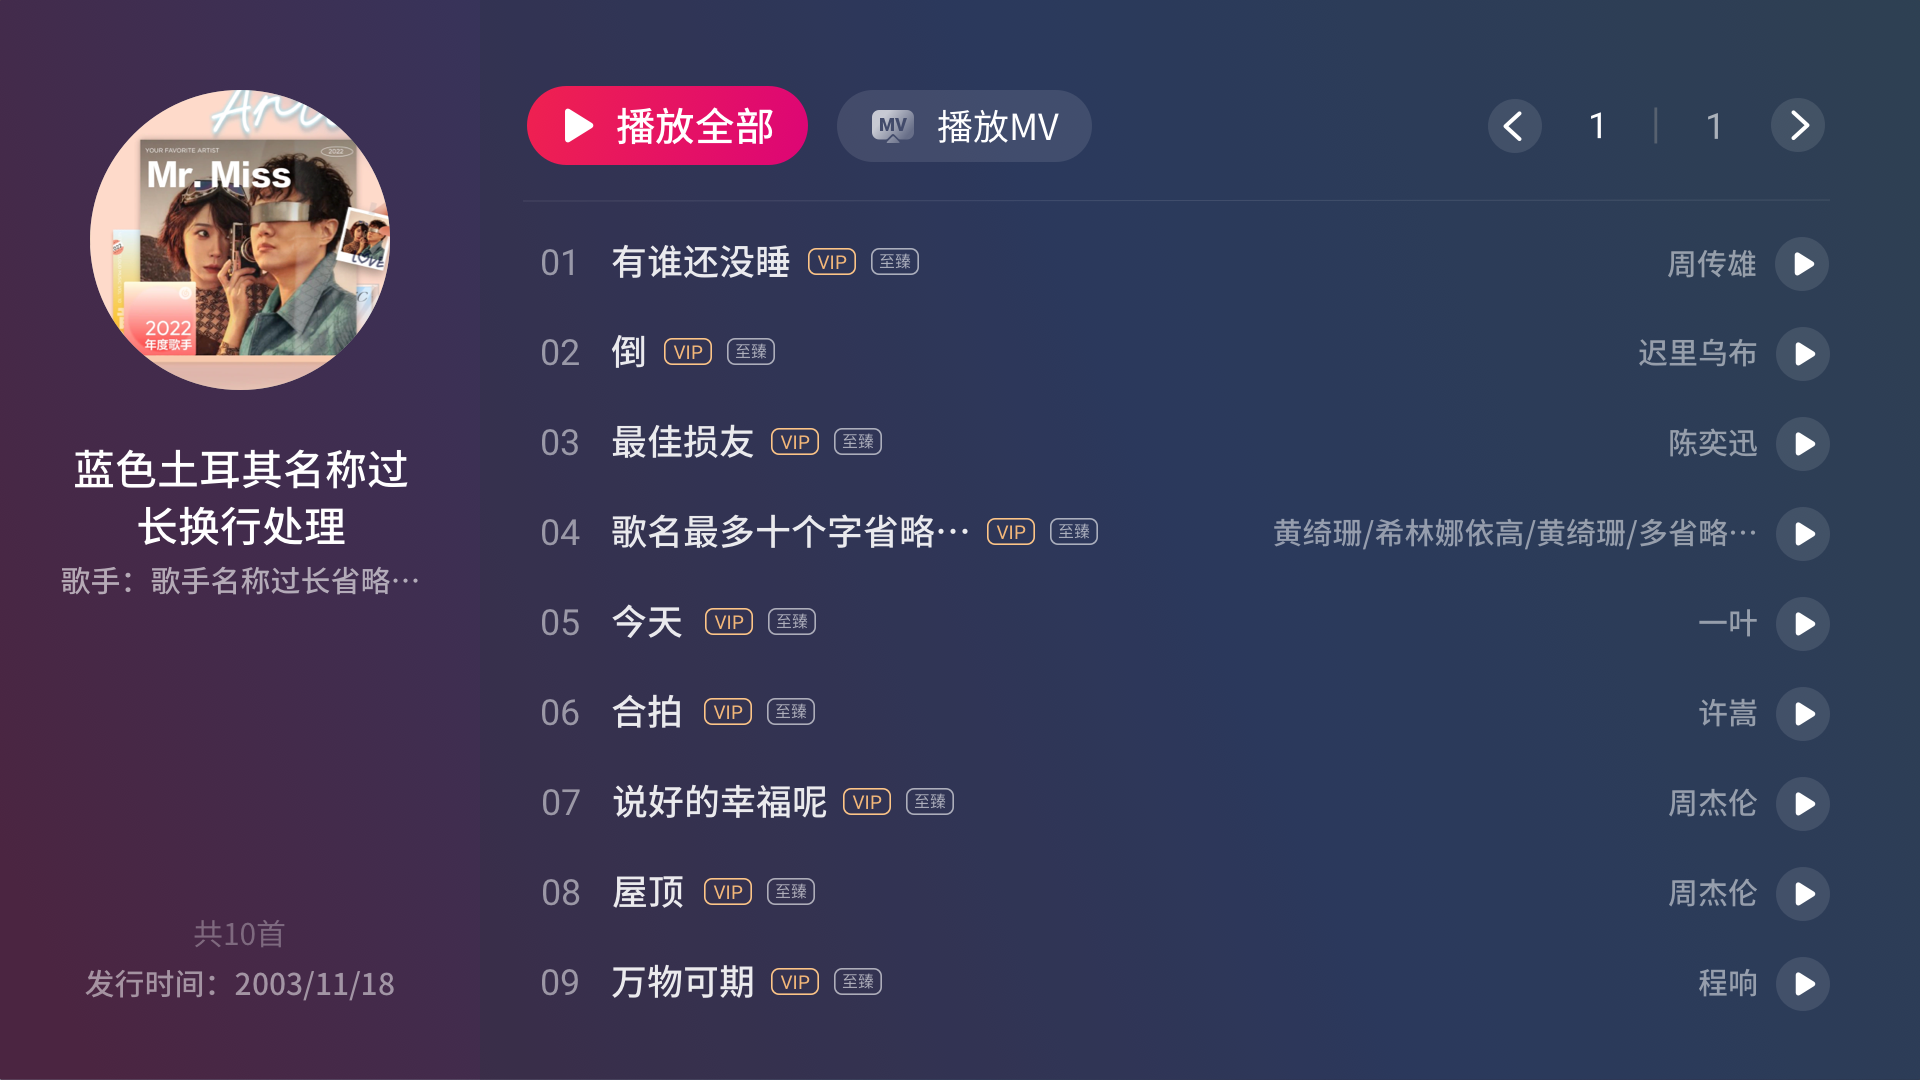 YOUR FAVORITE ARTIST
2022
Mr. Miss
LOVE
2022
年度歌手
蓝色土耳其名称过
长换行处理
歌手：歌手名称过长省略…
共10首
发行时间：2003/11/18
播放全部
MV 播放MV
1 | 1
01 有谁还没睡 VIP 至臻 周传雄
02 倒 VIP 至臻 迟里乌布
03 最佳损友 VIP 至臻 陈奕迅
04 歌名最多十个字省略… VIP 至臻 黄绮珊/希林娜依高/黄绮珊/多省略…
05 今天 VIP 至臻 一叶
06 合拍 VIP 至臻 许嵩
07 说好的幸福呢 VIP 至臻 周杰伦
08 屋顶 VIP 至臻 周杰伦
09 万物可期 VIP 至臻 程响